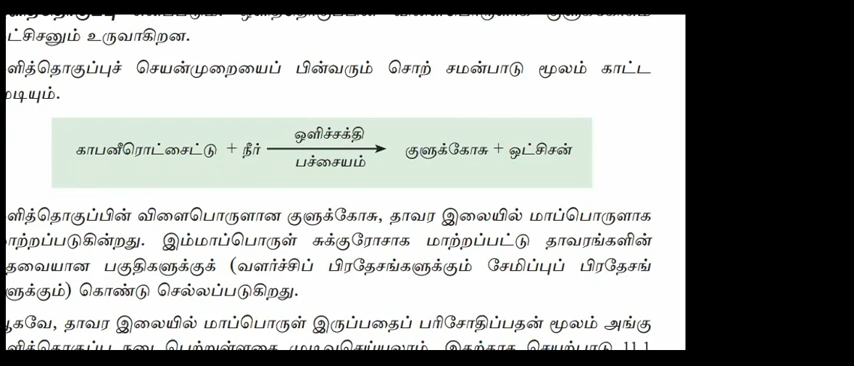 ட்சிசனும் உருவாகிறன.
ளித்தொகுப்புச் செயன்முறையைப் பின்வரும் சொற் சமன்பாடு மூலம் காட்ட
டியும்.
ஒளிச்சக்தி
காபனீரொட்சைட்டு + நீர் → குளுக்கோசு + ஒட்சிசன்
பச்சையம்
ளித்தொகுப்பின் விளைபொருளான குளுக்கோசு, தாவர இலையில் மாப்பொருளாக
ாற்றப்படுகின்றது. இம்மாப்பொருள் சுக்குரோசாக மாற்றப்பட்டு தாவரங்களின்
தவையான பகுதிகளுக்குக் (வளர்ச்சிப் பிரதேசங்களுக்கும் சேமிப்புப் பிரதேசங்
ளுக்கும்) கொண்டு செல்லப்படுகிறது.
கவே, தாவர இலையில் மாப்பொருள் இருப்பதைப் பரிசோதிப்பதன் மூலம் அங்கு